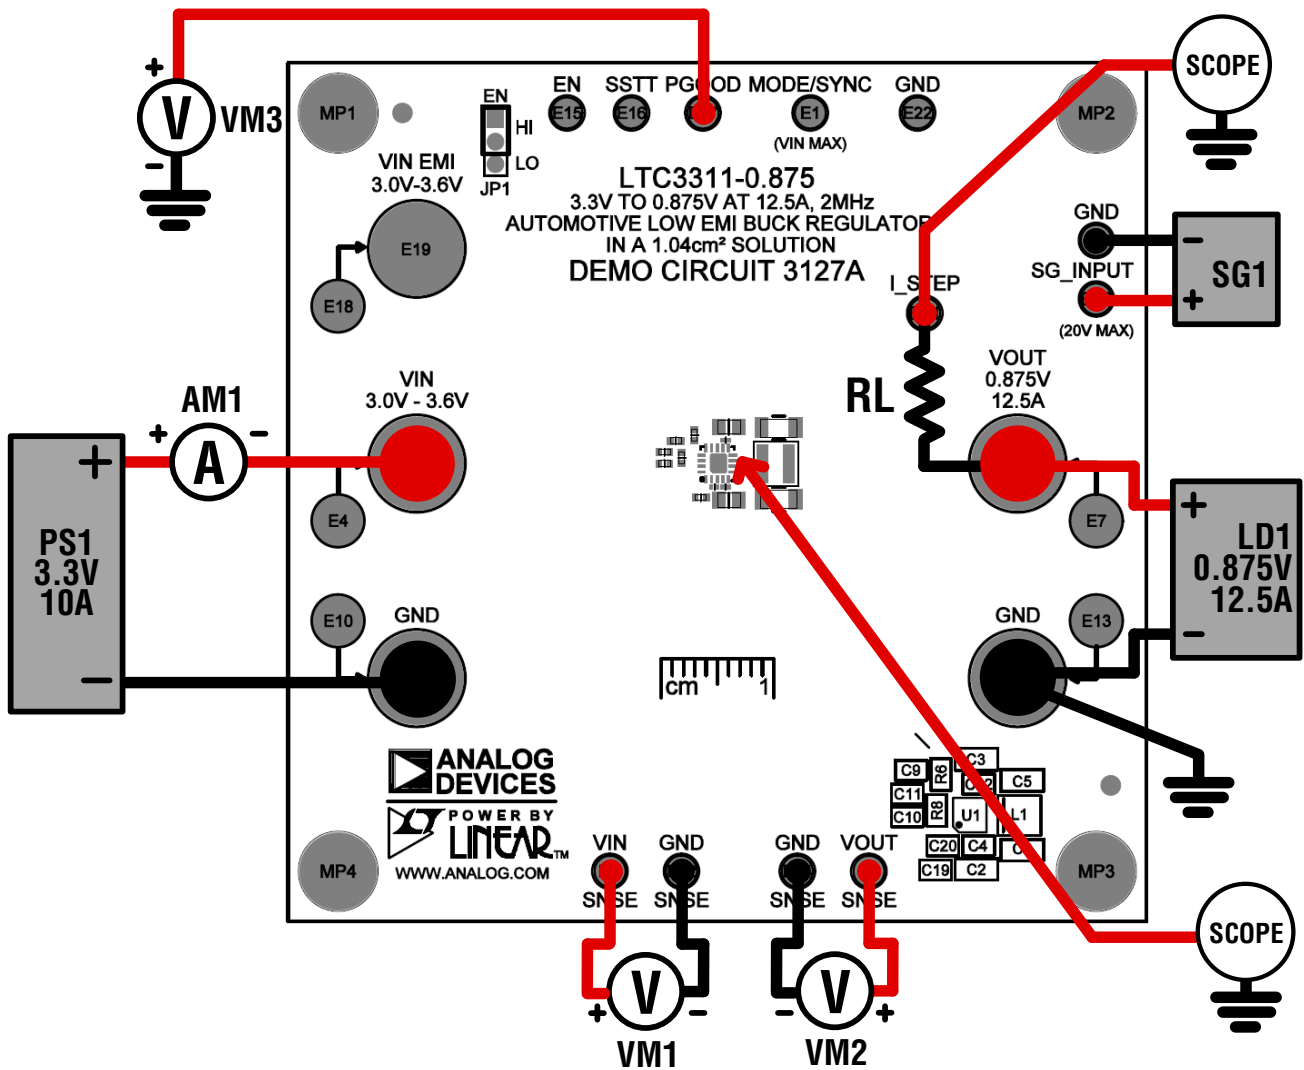 SCOPE
+
V
VM3
−
MP1
EN
HI
LO
JP1
EN
SSTT
PGOOD
MODE/SYNC
GND
E15
E16
E1
(VIN MAX)
E22
MP2
VIN EMI
3.0V-3.6V
E19
E18
LTC3311-0.875
3.3V TO 0.875V AT 12.5A, 2MHz
AUTOMOTIVE LOW EMI BUCK REGULATOR
IN A 1.04cm² SOLUTION
DEMO CIRCUIT 3127A
I_STEP
GND
SG_INPUT
(20V MAX)
−
SG1
+
AM1
+
−
A
VIN
3.0V - 3.6V
RL
VOUT
0.875V
12.5A
+
PS1
3.3V
10A
−
E4
E10
GND
E7
GND
E13
+
LD1
0.875V
12.5A
−
cm 1
ANALOG
DEVICES
POWER BY
LINEAR TM
WWW.ANALOG.COM
C9
R6
C3
C5
C11
C10
R8
U1
L1
C20
C4
C19
C2
MP4
MP3
VIN
SNSE
GND
SNSE
GND
SNSE
VOUT
SNSE
SCOPE
+
V
−
VM1
−
V
+
VM2